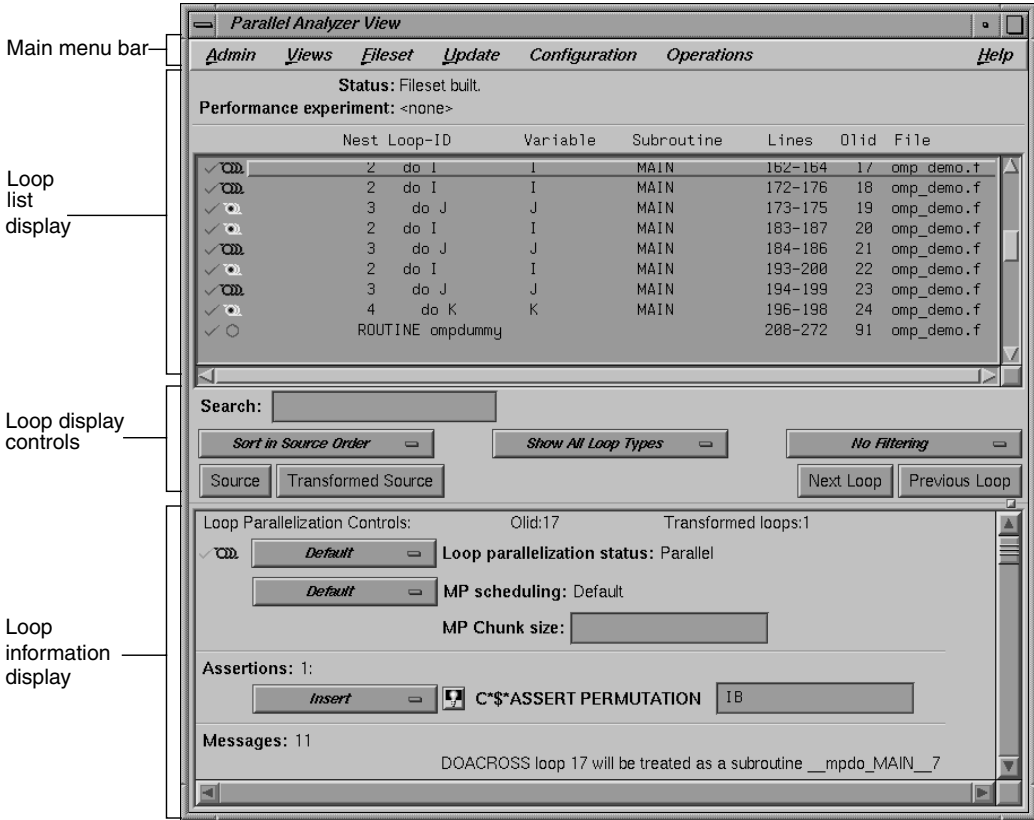 Parallel Analyzer View
Main menu bar
Admin Views Fileset Update Configuration Operations Help
Status: Fileset built.
Performance experiment: <none>
Nest Loop-ID Variable Subroutine Lines Olid File
Loop
list
display
2 do I I MAIN 162-164 17 omp_demo.f
2 do I I MAIN 172-176 18 omp_demo.f
3 do J J MAIN 173-175 19 omp_demo.f
2 do I I MAIN 183-187 20 omp_demo.f
3 do J J MAIN 184-186 21 omp_demo.f
2 do I I MAIN 193-200 22 omp_demo.f
3 do J J MAIN 194-199 23 omp_demo.f
4 do K K MAIN 196-198 24 omp_demo.f
ROUTINE ompdummy 208-272 91 omp_demo.f
Loop display
controls
Search:
Sort in Source Order Show All Loop Types No Filtering
Source Transformed Source Next Loop Previous Loop
Loop
information
display
Loop Parallelization Controls: Olid:17 Transformed loops:1
Default Loop parallelization status: Parallel
Default MP scheduling: Default
MP Chunk size:
Assertions: 1:
Insert C*$*ASSERT PERMUTATION IB
Messages: 11
DOACROSS loop 17 will be treated as a subroutine __mpdo_MAIN__7